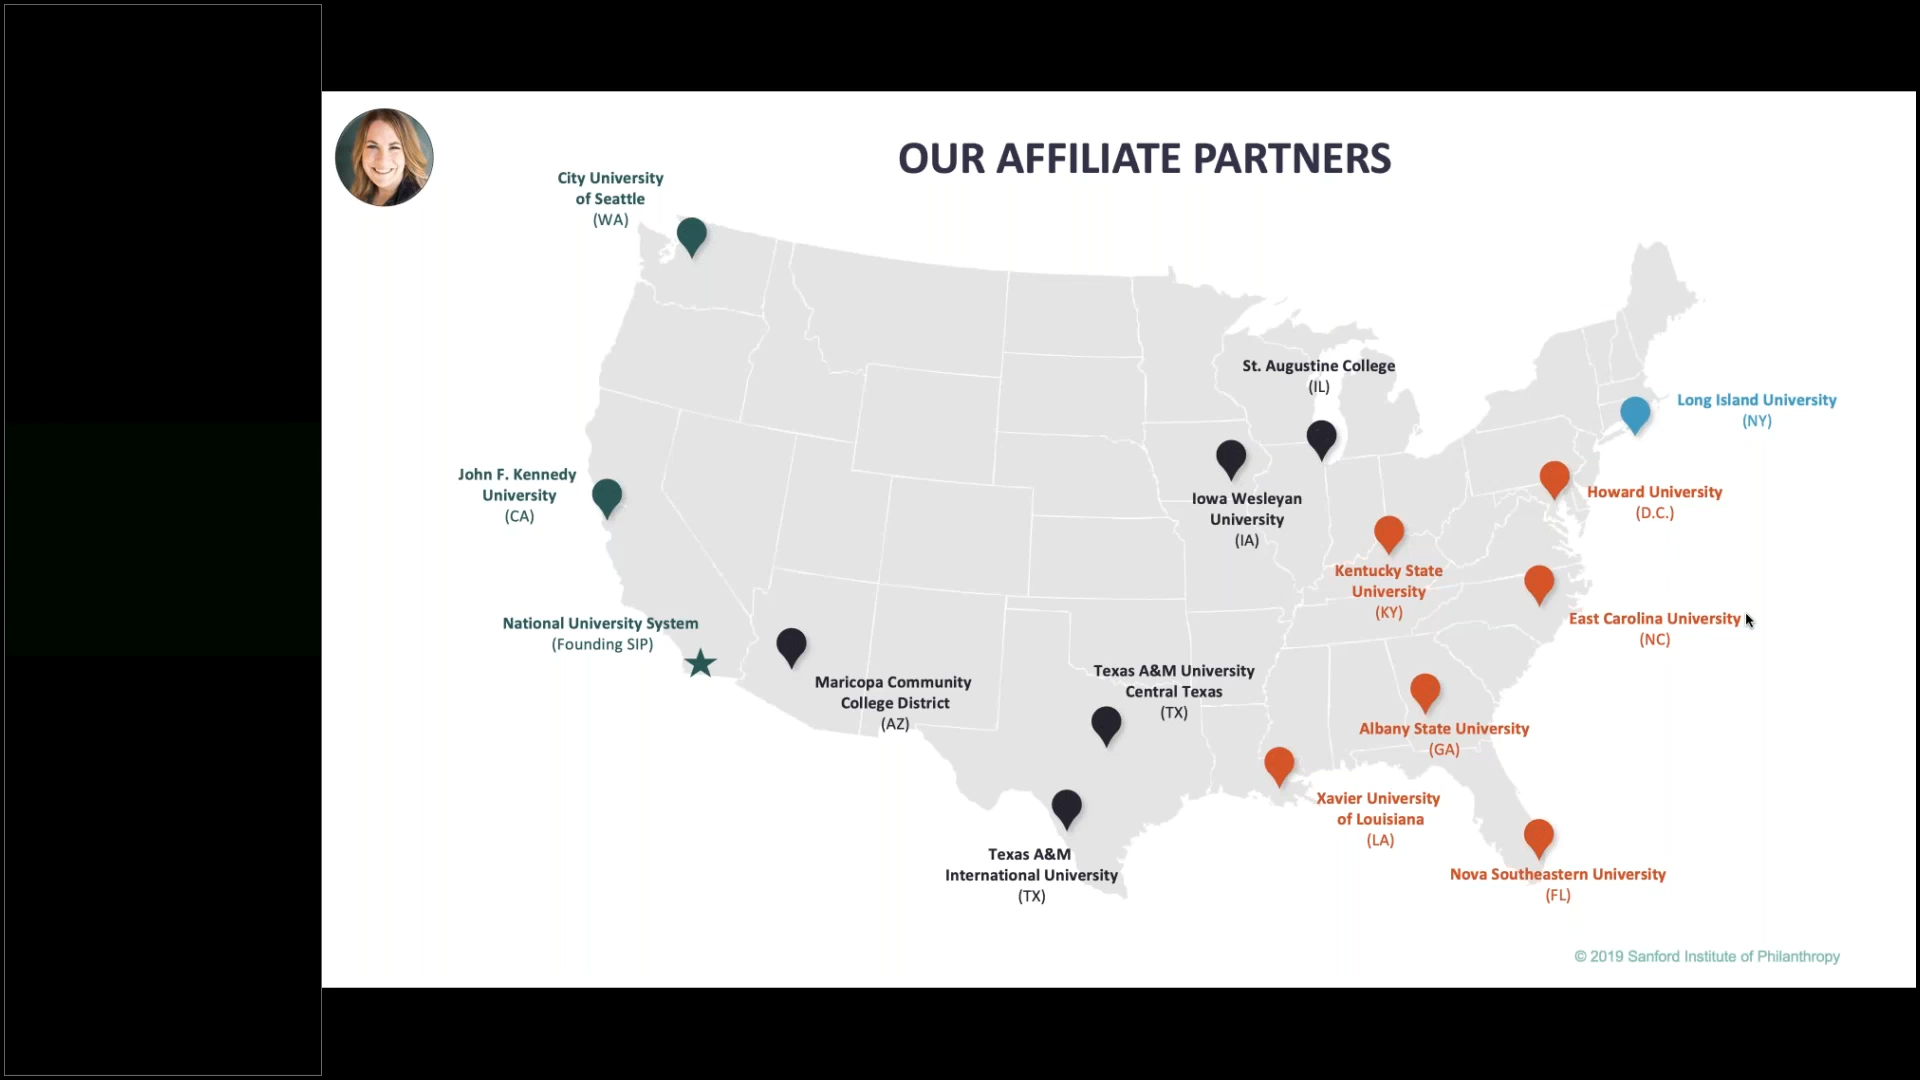 OUR AFFILIATE PARTNERS
City University
of Seattle
(WA)
St. Augustine College
(IL)
Long Island University
(NY)
John F. Kennedy
University
(CA)
Iowa Wesleyan
University
(IA)
Howard University
(D.C.)
Kentucky State
University
(KY)
East Carolina University
(NC)
National University System
(Founding SIP)
Maricopa Community
College District
(AZ)
Texas A&M University
Central Texas
(TX)
Albany State University
(GA)
Xavier University
of Louisiana
(LA)
Texas A&M
International University
(TX)
Nova Southeastern University
(FL)
© 2019 Sanford Institute of Philanthropy